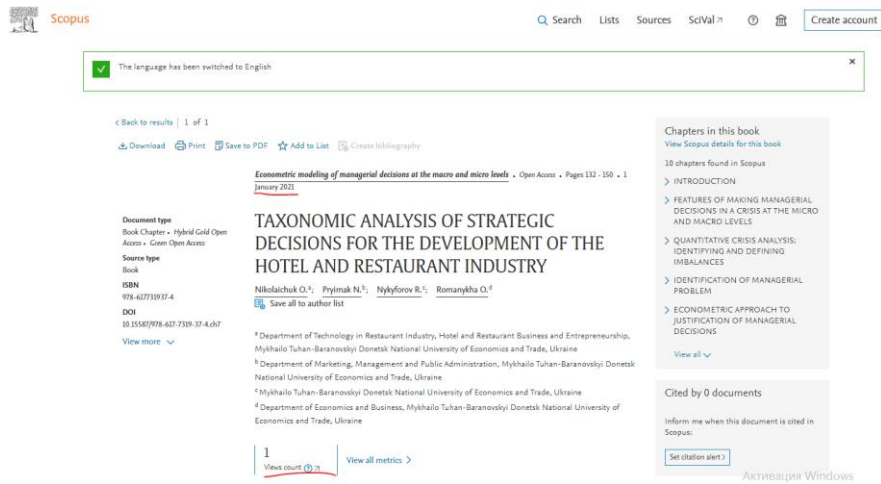 Scopus
Search Lists Sources SciVal Create account
The language has been switched to English
Back to results | 1 of 1
Download Print Save to PDF Add to List Create bibliography
Econometric modeling of managerial decisions at the macro and micro levels • Open Access • Pages 132 - 150 • 1
January 2021
Document type
Book Chapter • Hybrid Gold Open
Access • Green Open Access
Source type
Book
ISBN
978-617731937-4
DOI
10.15587/978-617-7319-37-4.ch7
View more
TAXONOMIC ANALYSIS OF STRATEGIC
DECISIONS FOR THE DEVELOPMENT OF THE
HOTEL AND RESTAURANT INDUSTRY
Nikolaichuk O.a; Pryimak N.b; Nykyforov R.c; Romanykha O.d
Save all to author list
a Department of Technology in Restaurant Industry, Hotel and Restaurant Business and Entrepreneurship,
Mykhailo Tuhan-Baranovskyi Donetsk National University of Economics and Trade, Ukraine
b Department of Marketing, Management and Public Administration, Mykhailo Tuhan-Baranovskyi Donetsk
National University of Economics and Trade, Ukraine
c Mykhailo Tuhan-Baranovskyi Donetsk National University of Economics and Trade, Ukraine
d Department of Economics and Business, Mykhailo Tuhan-Baranovskyi Donetsk National University of
Economics and Trade, Ukraine
1
Views count
View all metrics
Chapters in this book
View Scopus details for this book
10 chapters found in Scopus
INTRODUCTION
FEATURES OF MAKING MANAGERIAL
DECISIONS IN A CRISIS AT THE MICRO
AND MACRO LEVELS
QUANTITATIVE CRISIS ANALYSIS:
IDENTIFYING AND DEFINING
IMBALANCES
IDENTIFICATION OF MANAGERIAL
PROBLEM
ECONOMETRIC APPROACH TO
JUSTIFICATION OF MANAGERIAL
DECISIONS
View all
Cited by 0 documents
Inform me when this document is cited in
Scopus:
Set citation alert
Активация Windows